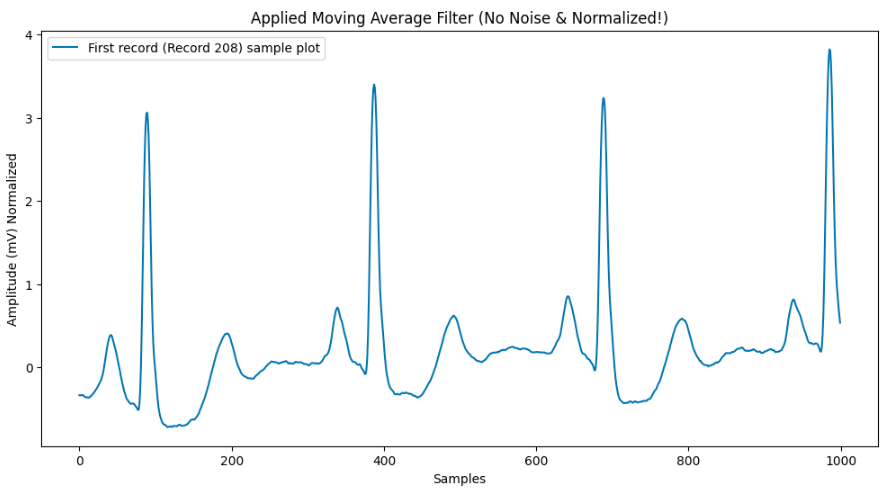 Applied Moving Average Filter (No Noise & Normalized!)
First record (Record 208) sample plot
Amplitude (mV) Normalized
4
3
2
1
0
0 200 400 600 800 1000
Samples